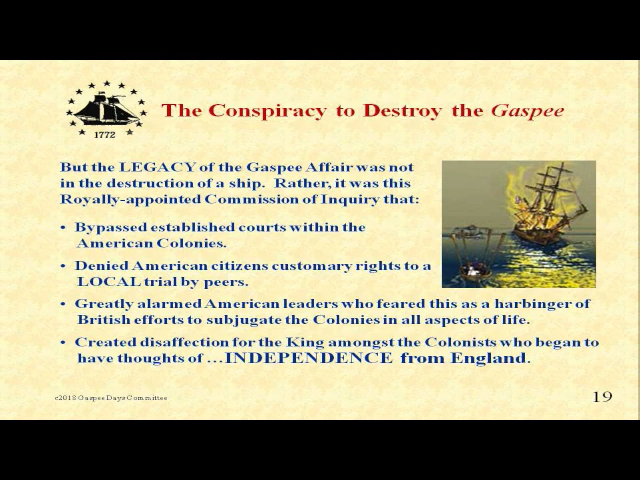 The Conspiracy to Destroy the Gaspee
1772
But the LEGACY of the Gaspee Affair was not
in the destruction of a ship. Rather, it was this
Royally-appointed Commission of Inquiry that:
• Bypassed established courts within the
American Colonies.
• Denied American citizens customary rights to a
LOCAL trial by peers.
• Greatly alarmed American leaders who feared this as a harbinger of
British efforts to subjugate the Colonies in all aspects of life.
• Created disaffection for the King amongst the Colonists who began to
have thoughts of …INDEPENDENCE from England.
c2018 Gaspee Days Committee
19